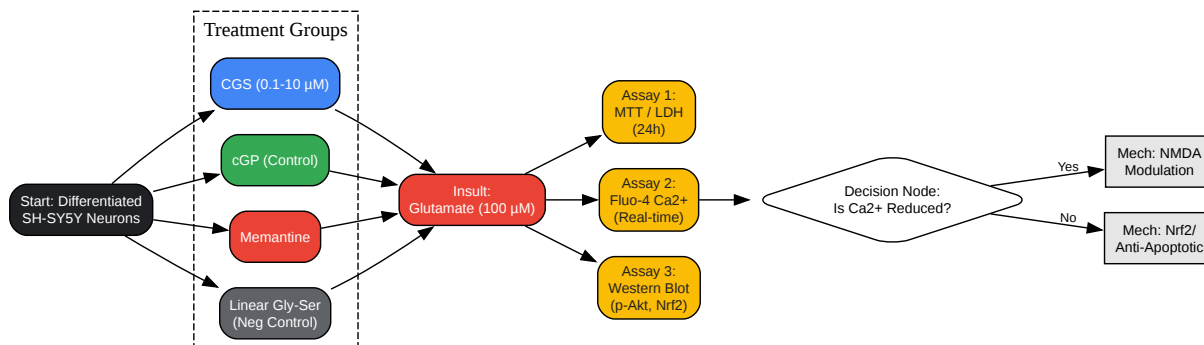 Treatment Groups
Start: Differentiated
SH-SY5Y Neurons
CGS (0.1-10 µM)
cGP (Control)
Memantine
Linear Gly-Ser
(Neg Control)
Insult:
Glutamate (100 µM)
Assay 1:
MTT / LDH
(24h)
Assay 2:
Fluo-4 Ca2+
(Real-time)
Assay 3:
Western Blot
(p-Akt, Nrf2)
Decision Node:
Is Ca2+ Reduced?
Yes
No
Mech: NMDA
Modulation
Mech: Nrf2/
Anti-Apoptotic